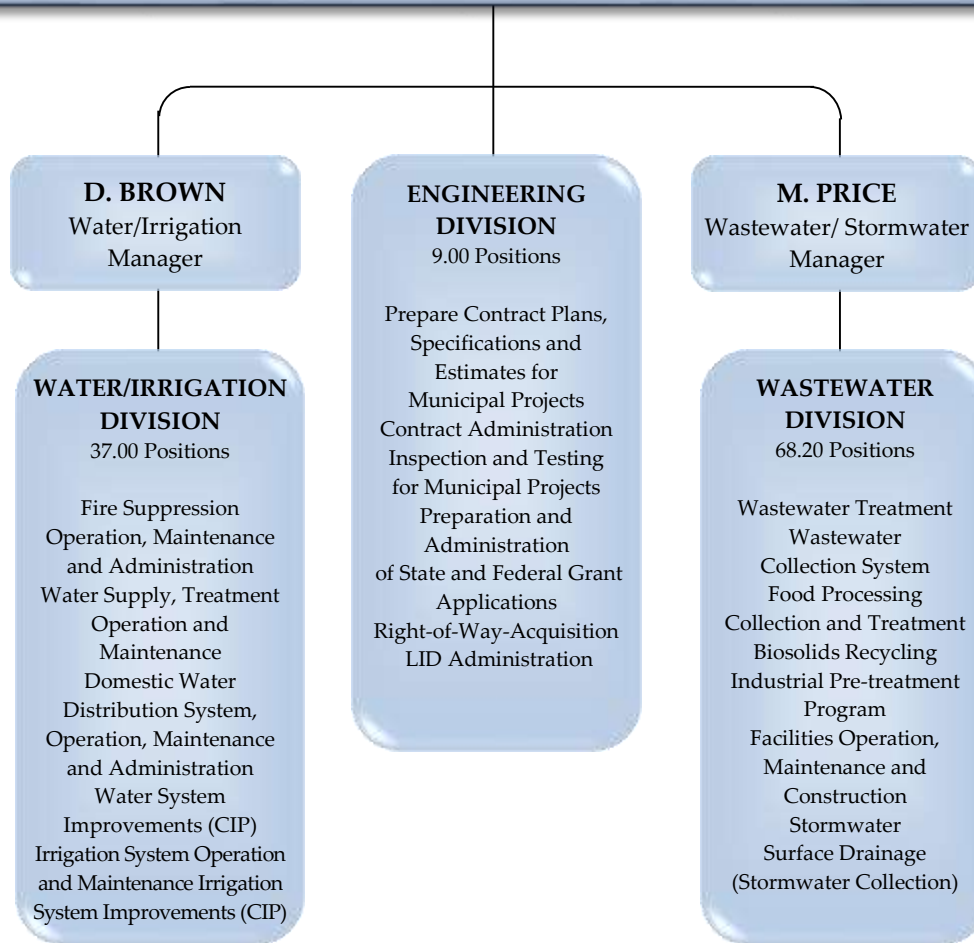 D. BROWN
Water/Irrigation
Manager
WATER/IRRIGATION
DIVISION
37.00 Positions
Fire Suppression
Operation, Maintenance
and Administration
Water Supply, Treatment
Operation and
Maintenance
Domestic Water
Distribution System,
Operation, Maintenance
and Administration
Water System
Improvements (CIP)
Irrigation System Operation
and Maintenance Irrigation
System Improvements (CIP)
ENGINEERING
DIVISION
9.00 Positions
Prepare Contract Plans,
Specifications and
Estimates for
Municipal Projects
Contract Administration
Inspection and Testing
for Municipal Projects
Preparation and
Administration
of State and Federal Grant
Applications
Right-of-Way-Acquisition
LID Administration
M. PRICE
Wastewater/ Stormwater
Manager
WASTEWATER
DIVISION
68.20 Positions
Wastewater Treatment
Wastewater
Collection System
Food Processing
Collection and Treatment
Biosolids Recycling
Industrial Pre-treatment
Program
Facilities Operation,
Maintenance and
Construction
Stormwater
Surface Drainage
(Stormwater Collection)